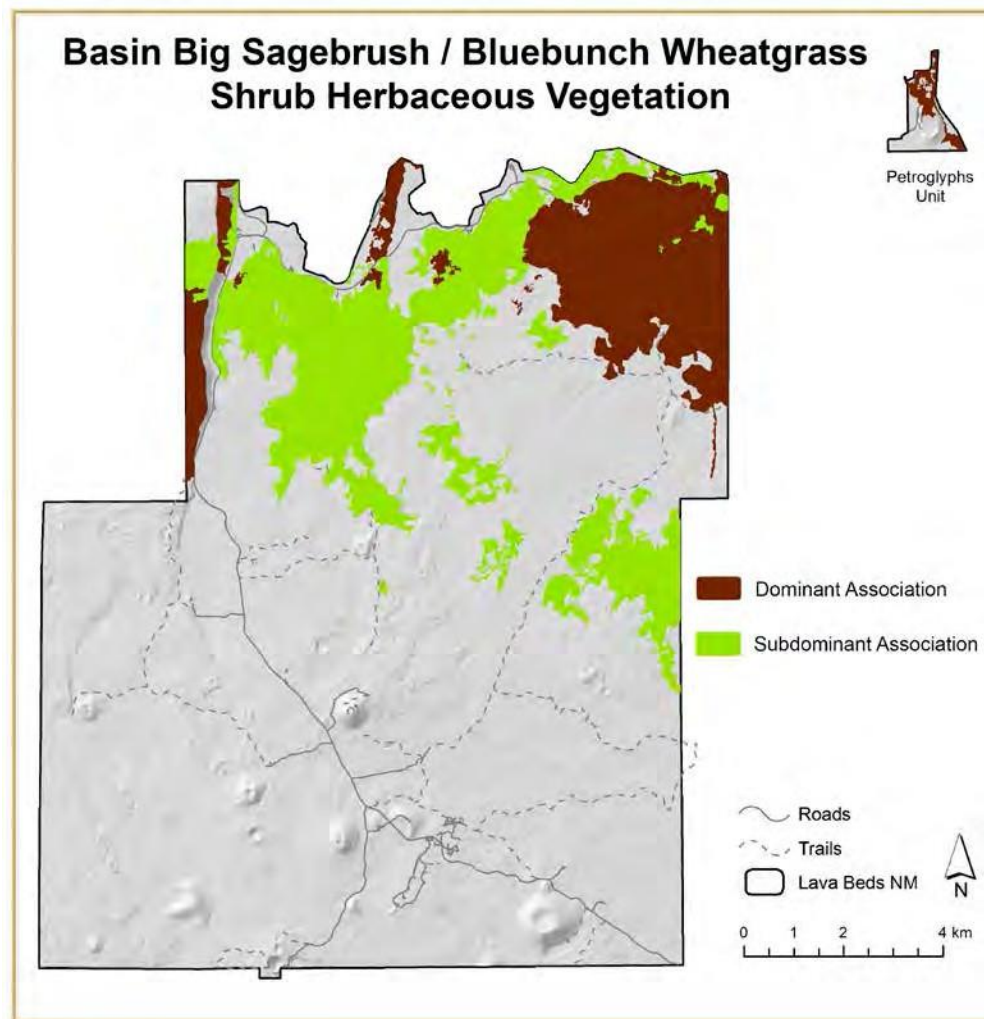 Basin Big Sagebrush / Bluebunch Wheatgrass
Shrub Herbaceous Vegetation
Petroglyphs
Unit
Dominant Association
Subdominant Association
Roads
Trails
Lava Beds NM
N
0 1 2 4 km